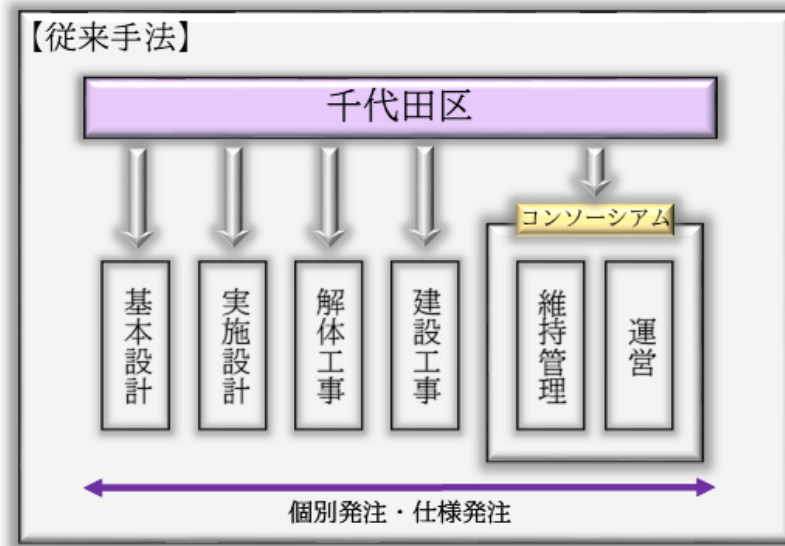 【従来手法】
千代田区
コンソーシアム
基本設計
実施設計
解体工事
建設工事
維持管理
運営
個別発注・仕様発注